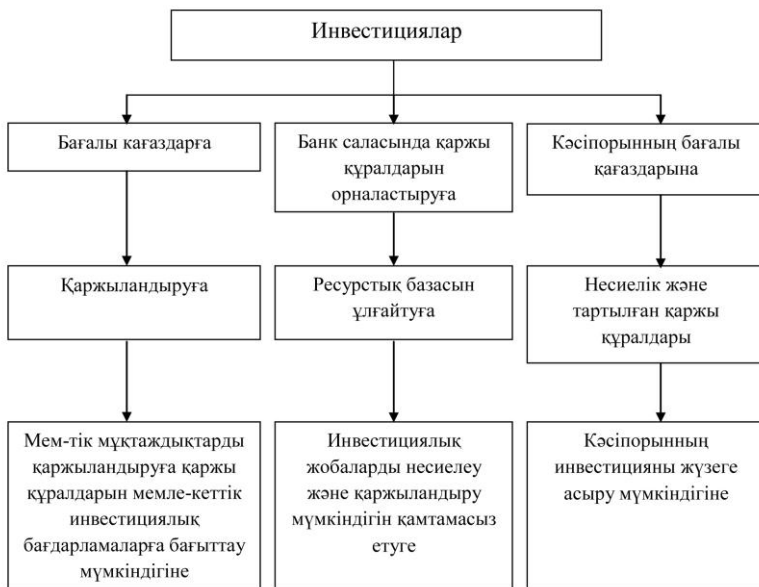 Инвестициялар
Бағалы кағаздарға
Банк саласында қаржы
құралдарын
орналастыруға
Кәсіпорынның бағалы
қағаздарына
Қаржыландыруға
Ресурстық базасын
ұлғайтуға
Несиелік және
тартылған қаржы
құралдары
Мем-тік мұқтаждықтарды
қаржыландыруға қаржы
құралдарын мемле-кеттік
инвестициялық
бағдарламаларға бағыттау
мүмкіндігіне
Инвестициялық
жобаларды несиелеу
және қаржыландыру
мүмкіндігін қамтамасыз
етуге
Кәсіпорынның
инвестицияны жүзеге
асыру мүмкіндігіне